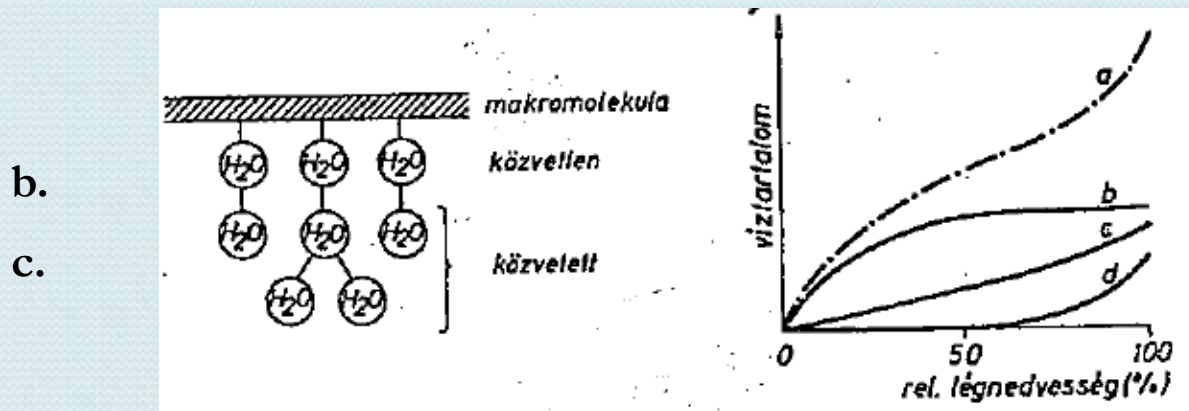 b.
c.
makromolekula
közvetlen
közvetett
H₂O H₂O H₂O
H₂O H₂O H₂O
H₂O H₂O
víztartalom
a
b
c
d
0 50 100
rel. légnedvesség (%)